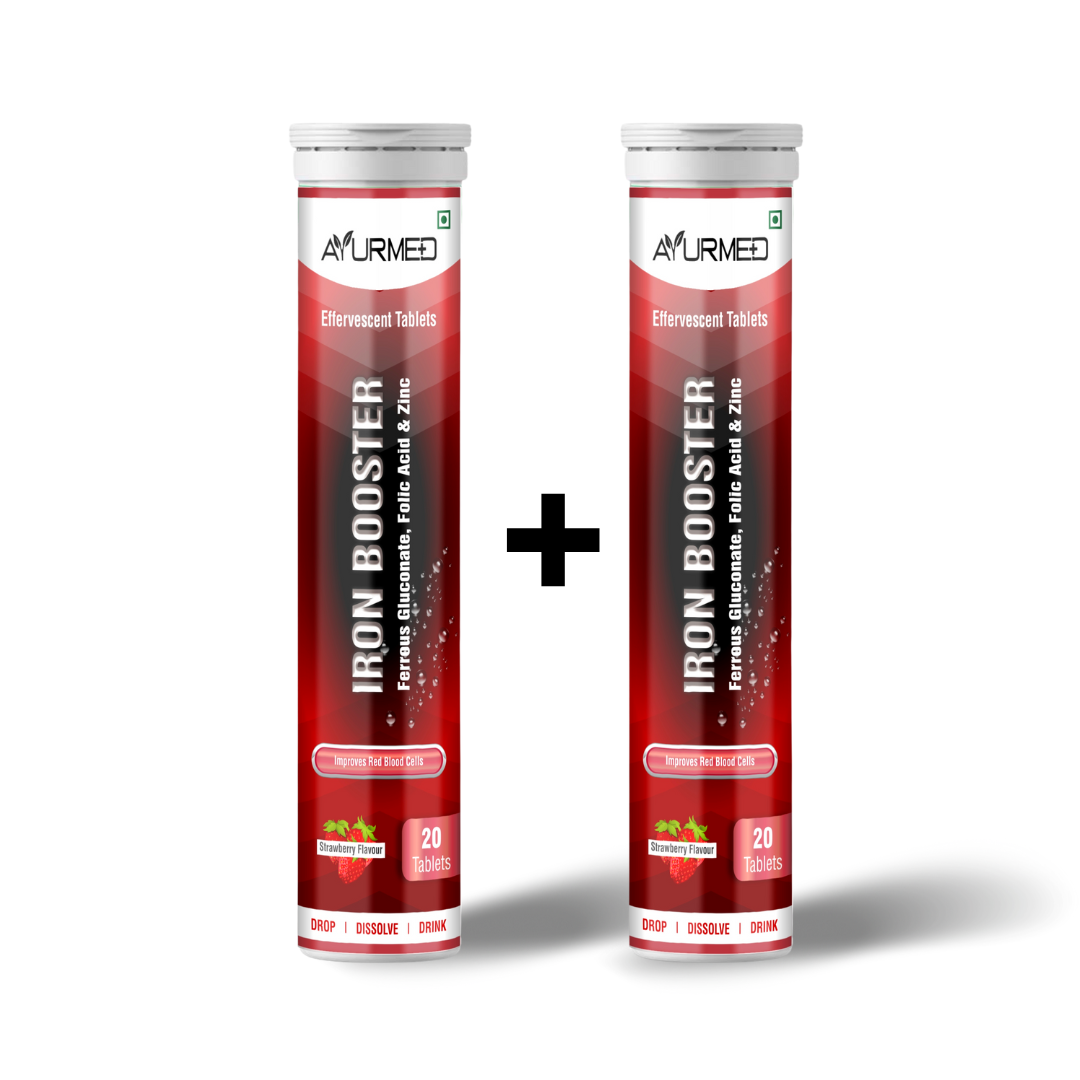 AYURMED
Effervescent Tablets
IRON BOOSTER
Ferrous Gluconate, Folic Acid & Zinc
Improves Red Blood Cells
Strawberry Flavour
20
Tablets
DROP | DISSOLVE | DRINK
+
AYURMED
Effervescent Tablets
IRON BOOSTER
Ferrous Gluconate, Folic Acid & Zinc
Improves Red Blood Cells
Strawberry Flavour
20
Tablets
DROP | DISSOLVE | DRINK